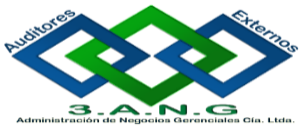 Auditores Externos
3.A.N.G
Administración de Negocios Gerenciales Cía. Ltda.